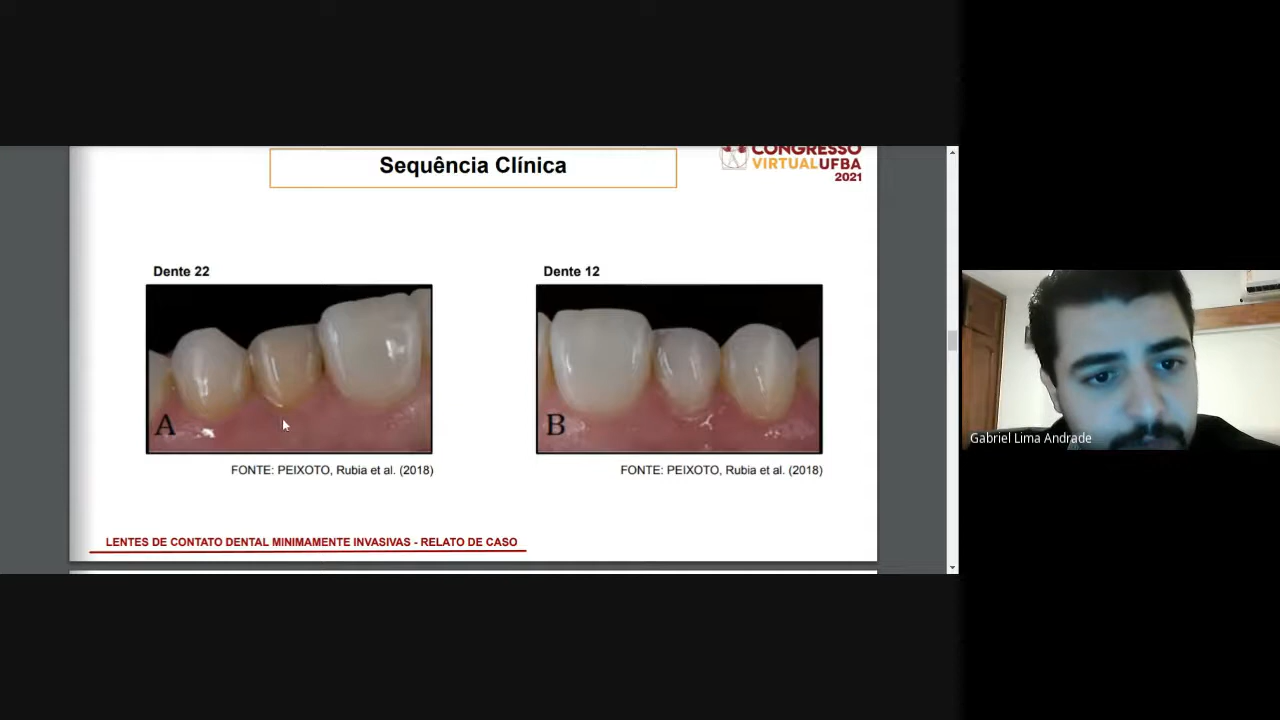 Sequência Clínica
CONGRESSO
VIRTUALUFBA
2021
Dente 22
Dente 12
A
B
FONTE: PEIXOTO, Rubia et al. (2018)
FONTE: PEIXOTO, Rubia et al. (2018)
LENTES DE CONTATO DENTAL MINIMAMENTE INVASIVAS - RELATO DE CASO
Gabriel Lima Andrade